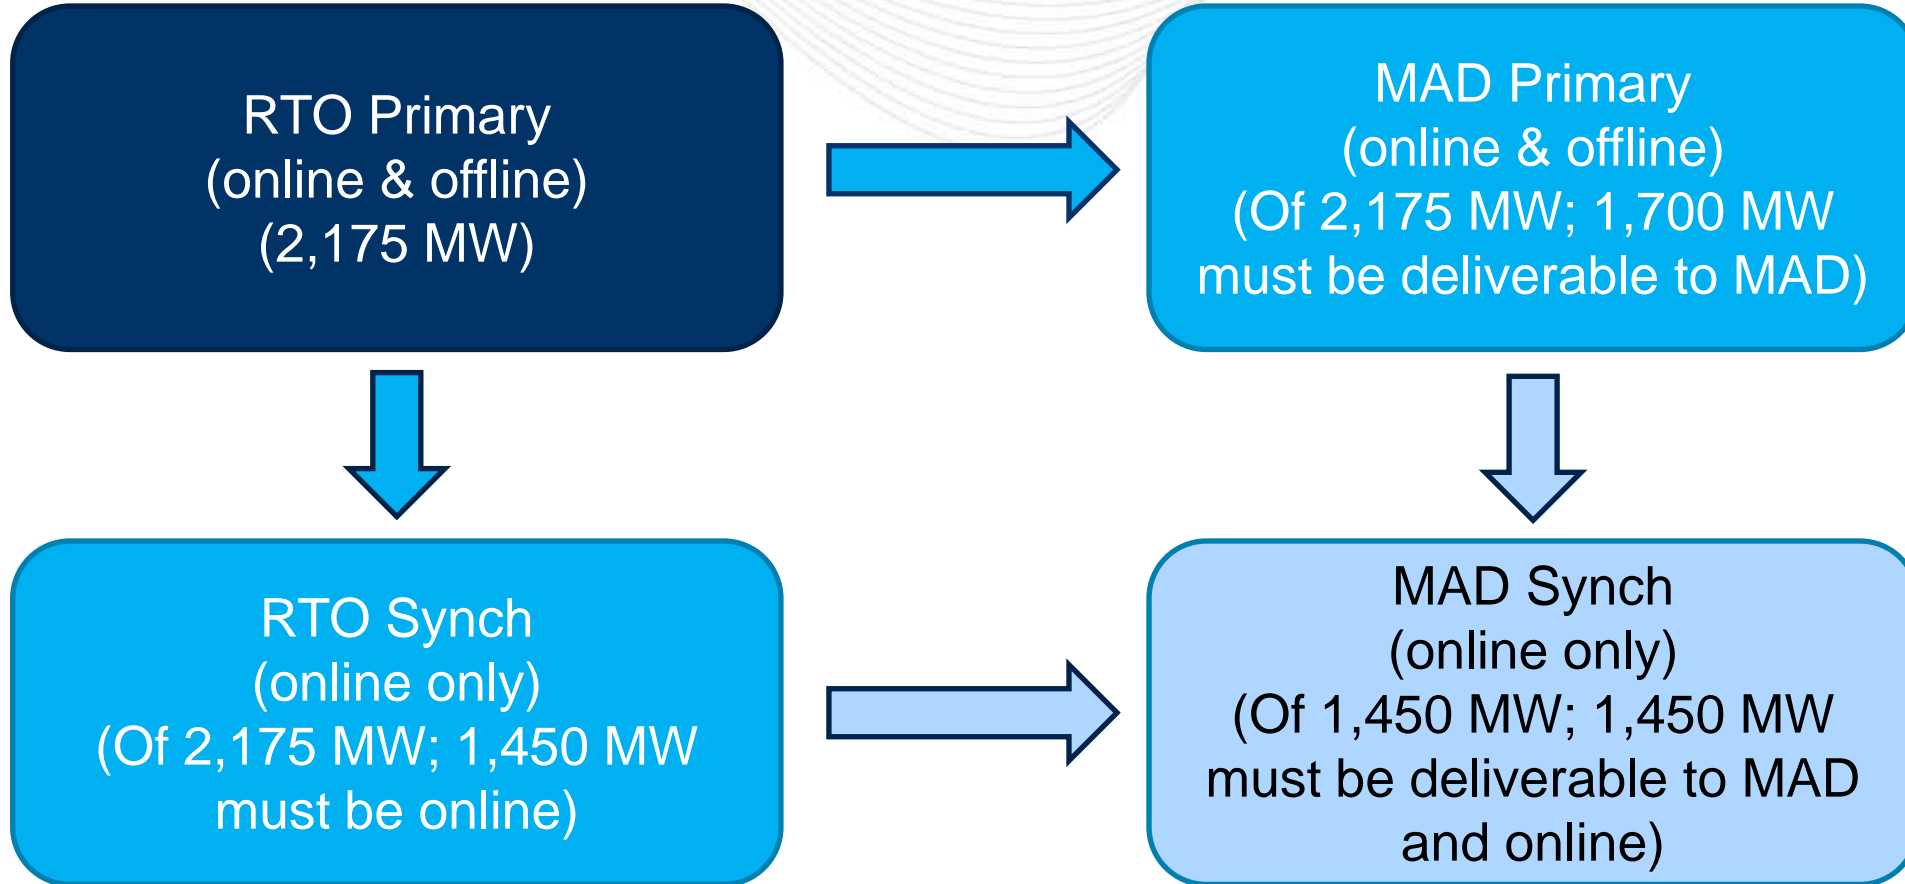 RTO Primary
(online & offline)
(2,175 MW)
MAD Primary
(online & offline)
(Of 2,175 MW; 1,700 MW
must be deliverable to MAD)
RTO Synch
(online only)
(Of 2,175 MW; 1,450 MW
must be online)
MAD Synch
(online only)
(Of 1,450 MW; 1,450 MW
must be deliverable to MAD
and online)